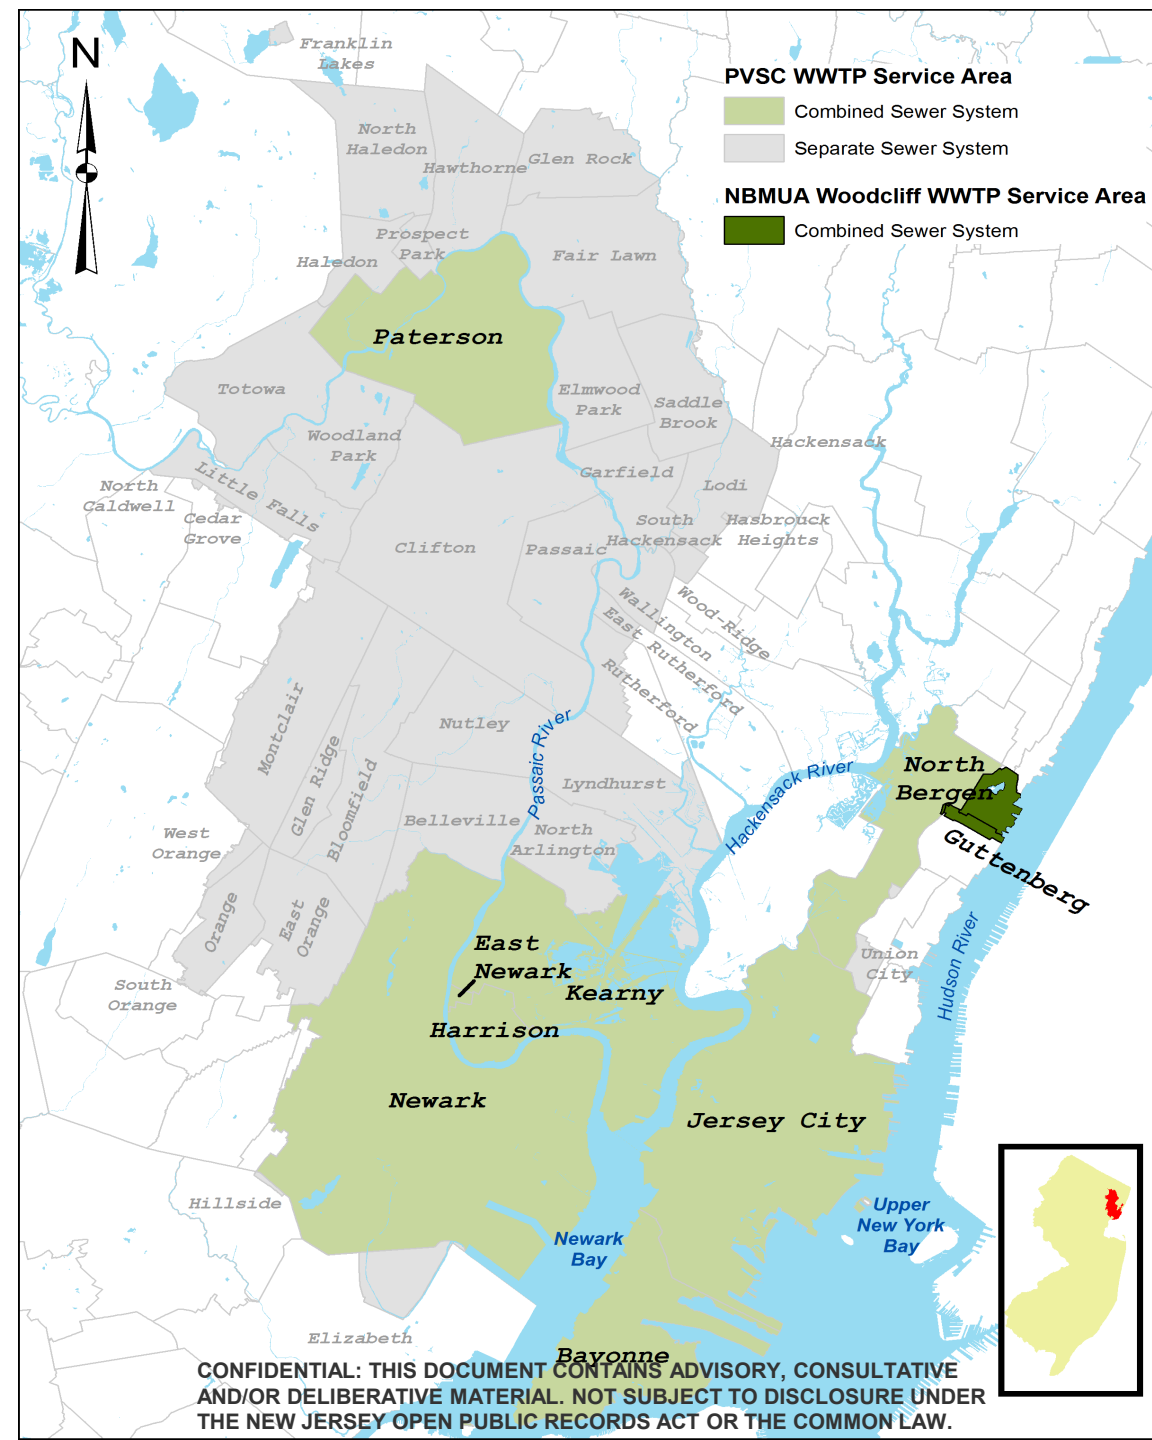 N
PVSC WWTP Service Area
Combined Sewer System
Separate Sewer System
NBMUA Woodcliff WWTP Service Area
Combined Sewer System
Franklin
Lakes
North
Haledon
Hawthorne
Glen Rock
Prospect
Park
Haledon
Fair Lawn
Paterson
Totowa
Elmwood
Park
Saddle
Brook
Woodland
Park
Hackensack
Little Falls
Garfield
Lodi
North
Caldwell
Cedar
Grove
South
Hackensack
Hasbrouck
Heights
Clifton
Passaic
Wallington
Wood-Ridge
East Rutherford
Rutherford
Montclair
Nutley
Passaic River
Glen Ridge
Bloomfield
Lyndhurst
Hackensack River
North
Bergen
Guttenberg
West
Orange
Belleville
North
Arlington
Orange
East
Orange
East
Newark
Kearny
Union
City
Hudson River
South
Orange
Harrison
Newark
Jersey City
Hillside
Newark
Bay
Upper
New York
Bay
Elizabeth
Bayonne
CONFIDENTIAL: THIS DOCUMENT CONTAINS ADVISORY, CONSULTATIVE
AND/OR DELIBERATIVE MATERIAL. NOT SUBJECT TO DISCLOSURE UNDER
THE NEW JERSEY OPEN PUBLIC RECORDS ACT OR THE COMMON LAW.